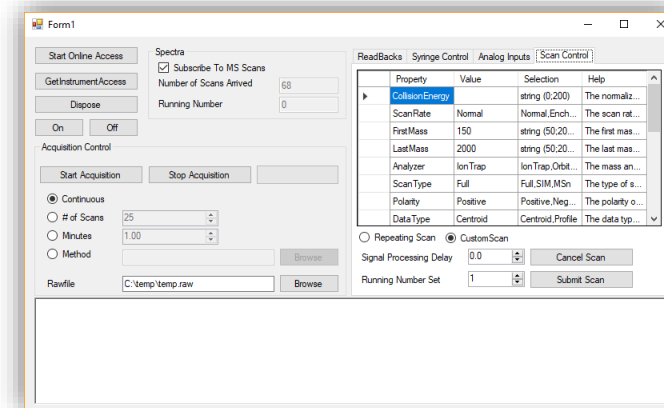 Form1
Start Online Access
GetInstrumentAccess
Dispose
On Off
Spectra
Subscribe To MS Scans
Number of Scans Arrived 68
Running Number 0
Acquisition Control
Start Acquisition Stop Acquisition
Continuous
# of Scans 25
Minutes 1.00
Method Browse
Rawfile C:\temp\temp.raw Browse
ReadBacks Syringe Control Analog Inputs Scan Control
Property Value Selection Help
CollisionEnergy string (0;200) The normaliz...
ScanRate Normal Normal,Ench... The scan rat...
FirstMass 150 string (50;20... The first mas...
LastMass 2000 string (50;20... The last mas...
Analyzer IonTrap IonTrap,Orbit... The mass an...
ScanType Full Full,SIM,MSn The type of s...
Polarity Positive Positive,Neg... The polarity o...
DataType Centroid Centroid,Profile The data typ...
Repeating Scan CustomScan
Signal Processing Delay 0.0 Cancel Scan
Running Number Set 1 Submit Scan